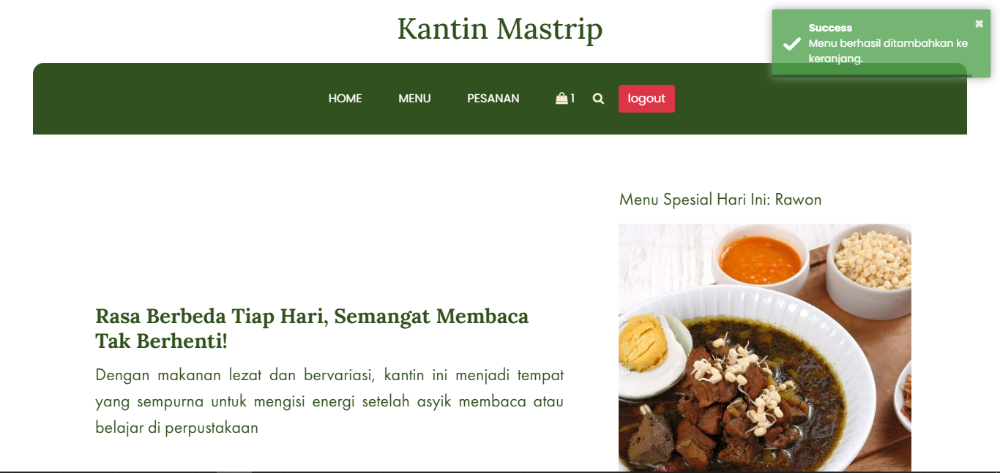 Kantin Mastrip
Success
Menu berhasil ditambahkan ke
keranjang.
HOME MENU PESANAN 1 logout
Menu Spesial Hari Ini: Rawon
Rasa Berbeda Tiap Hari, Semangat Membaca
Tak Berhenti!
Dengan makanan lezat dan bervariasi, kantin ini menjadi tempat
yang sempurna untuk mengisi energi setelah asyik membaca atau
belajar di perpustakaan